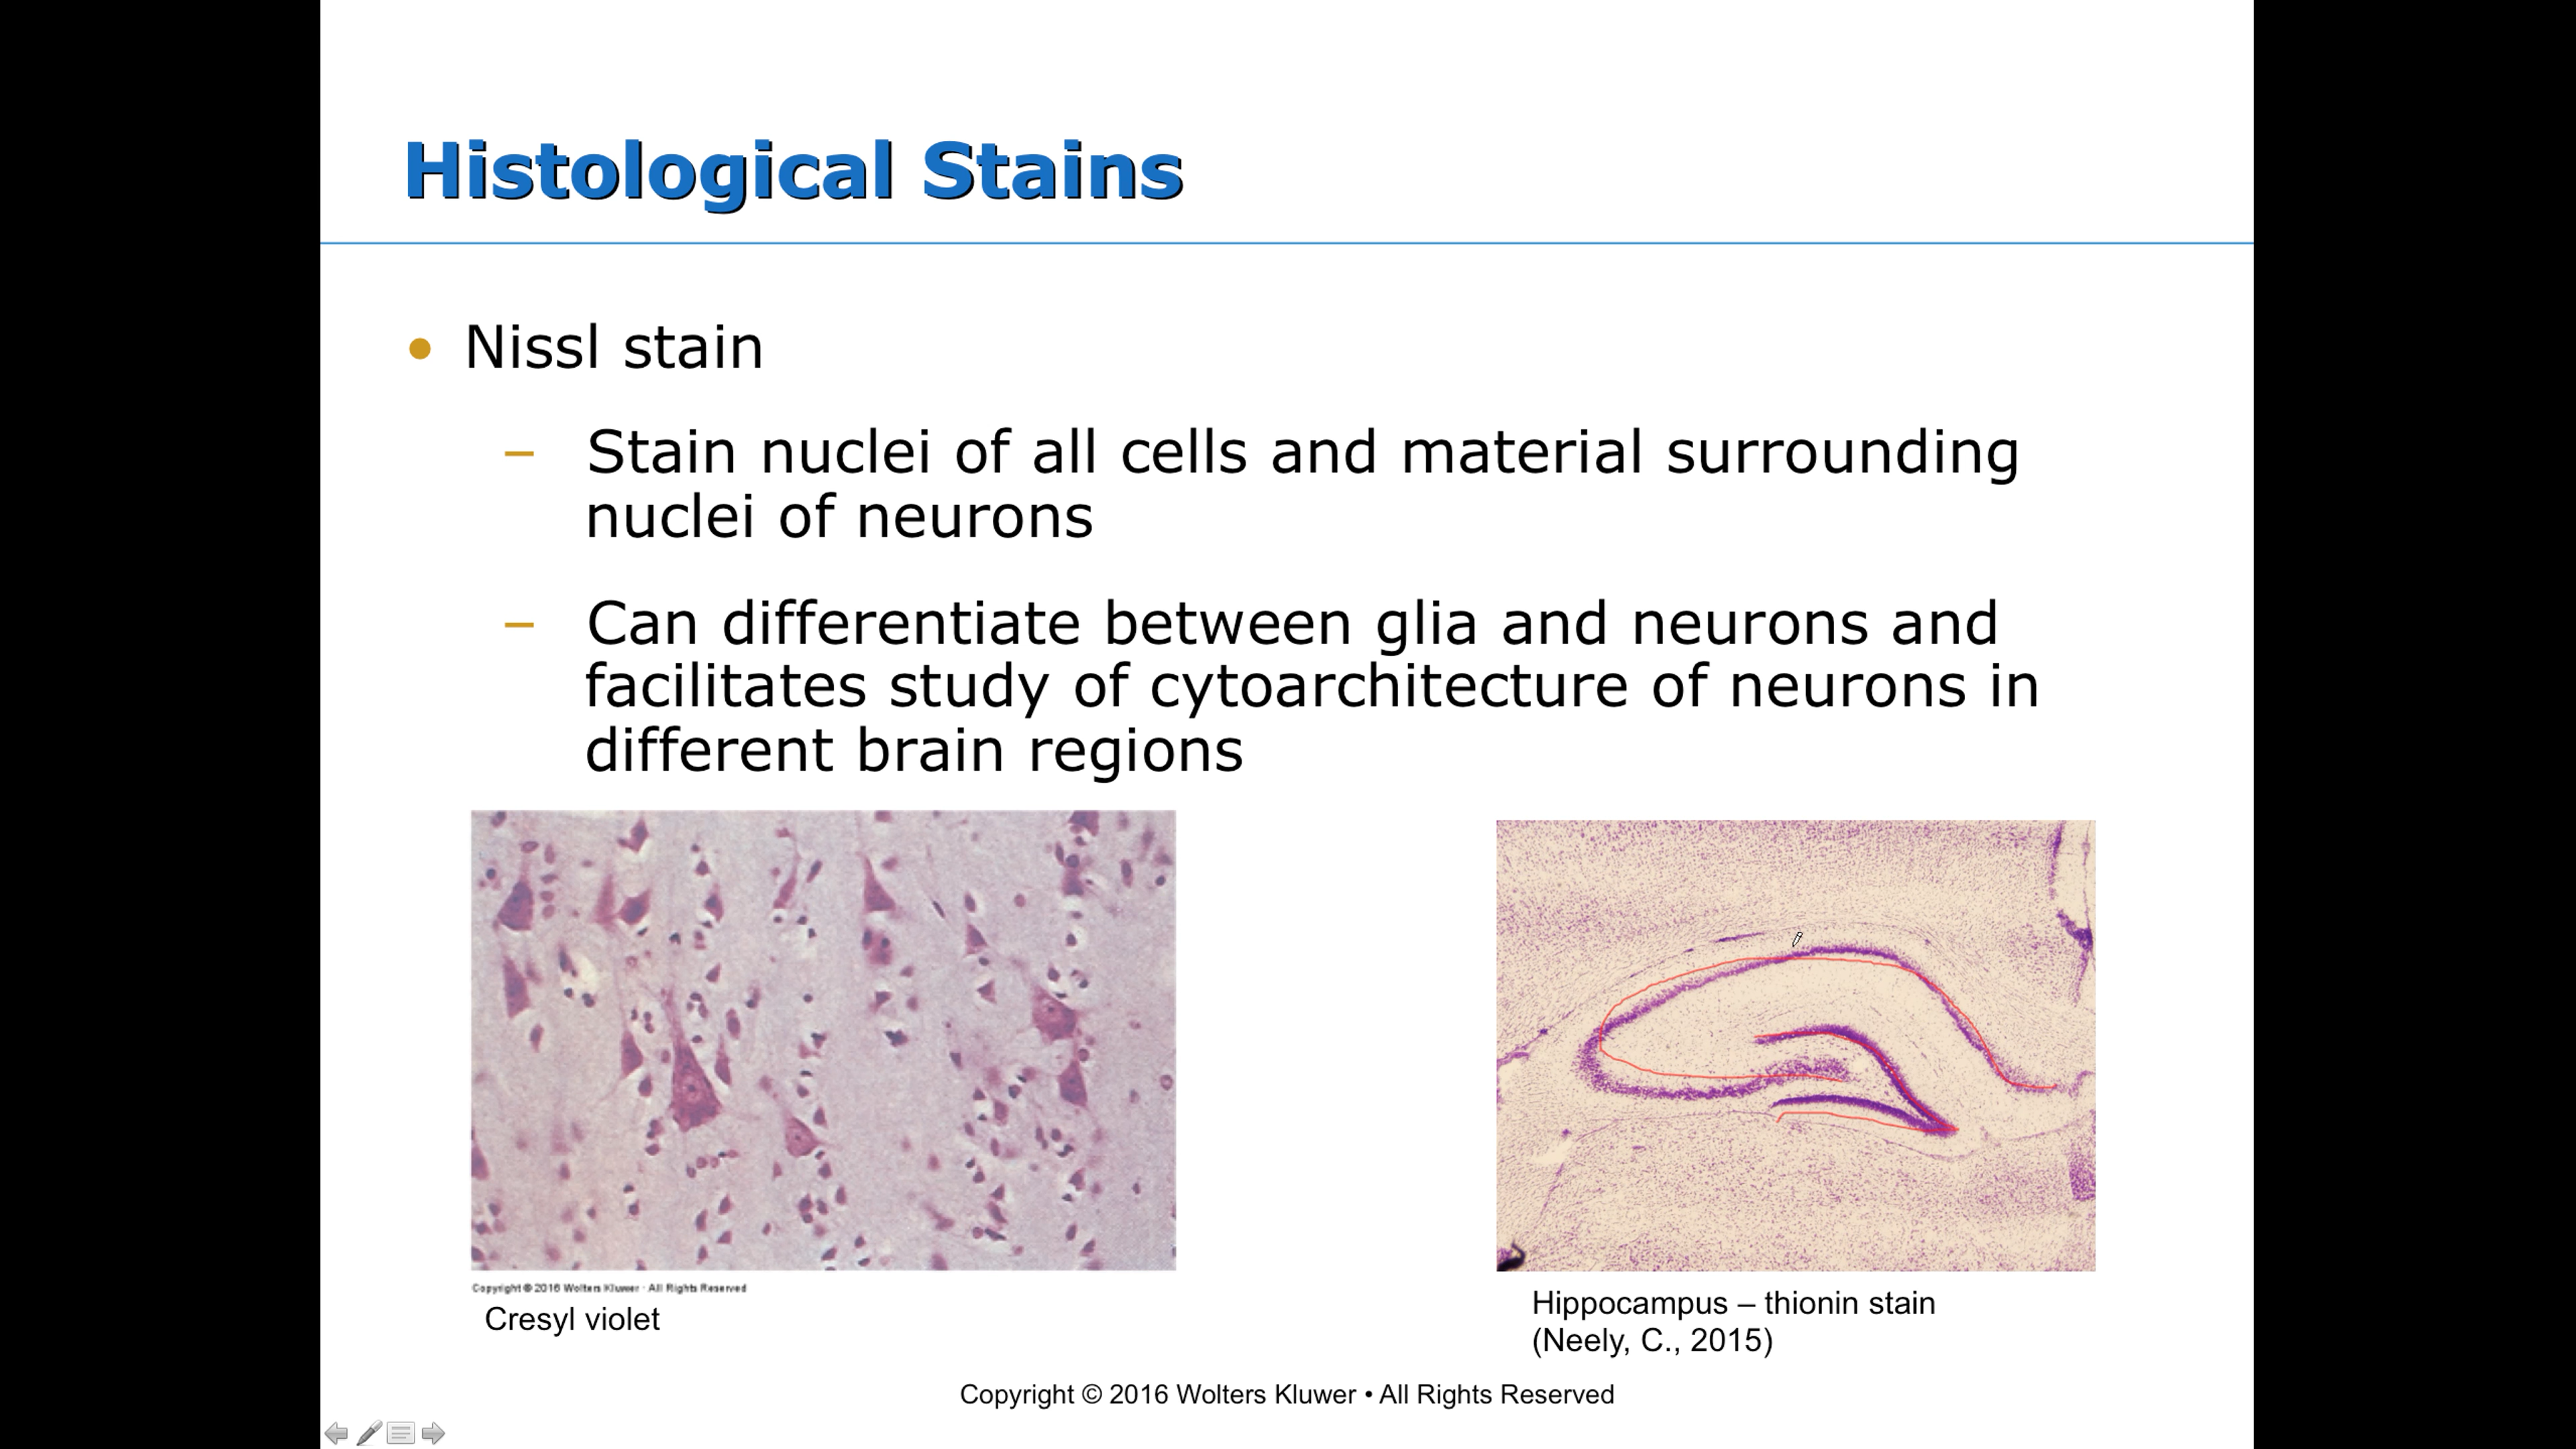 Histological Stains
• Nissl stain
– Stain nuclei of all cells and material surrounding
nuclei of neurons
– Can differentiate between glia and neurons and
facilitates study of cytoarchitecture of neurons in
different brain regions
Copyright © 2016 Wolters Kluwer · All Rights Reserved
Cresyl violet
Hippocampus – thionin stain
(Neely, C., 2015)
Copyright © 2016 Wolters Kluwer • All Rights Reserved